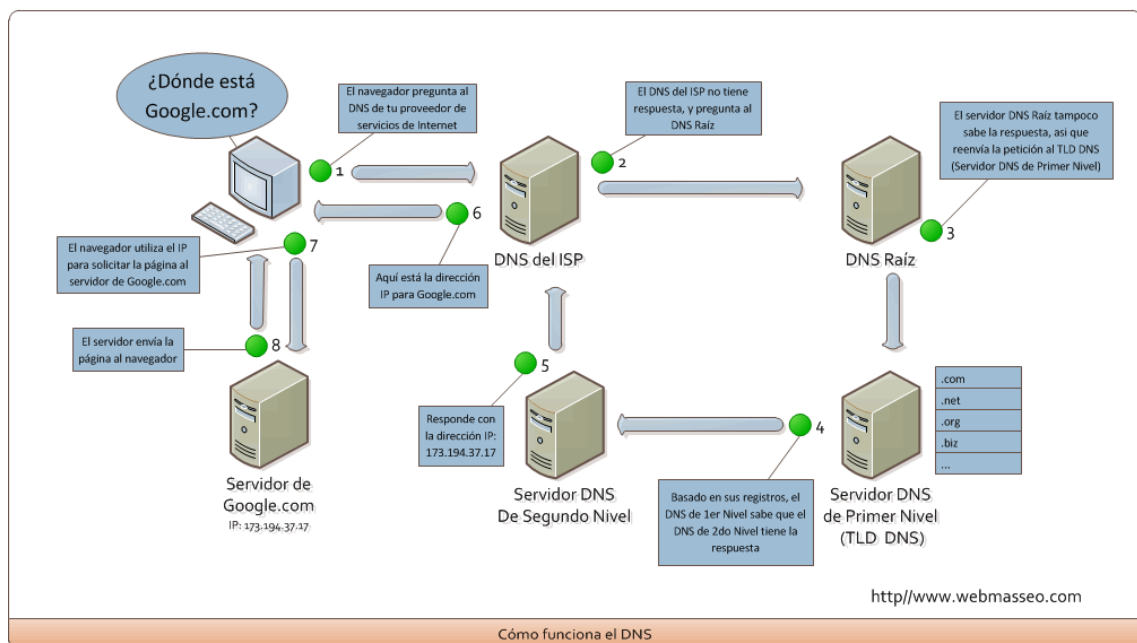 ¿Dónde está
Google.com?
El navegador pregunta al
DNS de tu proveedor de
servicios de Internet
1
El DNS del ISP no tiene
respuesta, y pregunta al
DNS Raíz
2
El servidor DNS Raíz tampoco
sabe la respuesta, asi que
reenvía la petición al TLD DNS
(Servidor DNS de Primer Nivel)
3
6
Aquí está la dirección
IP para Google.com
DNS del ISP
DNS Raíz
7
El navegador utiliza el IP
para solicitar la página al
servidor de Google.com
El servidor envía la
página al navegador
8
5
Responde con
la dirección IP:
173.194.37.17
4
Basado en sus registros, el
DNS de 1er Nivel sabe que el
DNS de 2do Nivel tiene la
respuesta
.com
.net
.org
.biz
...
Servidor de
Google.com
IP: 173.194.37.17
Servidor DNS
De Segundo Nivel
Servidor DNS
de Primer Nivel
(TLD DNS)
http//www.webmasseo.com
Cómo funciona el DNS